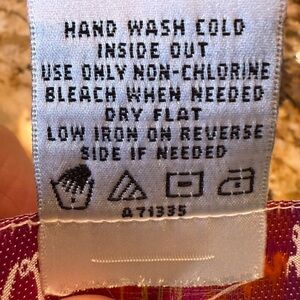 HAND WASH COLD
INSIDE OUT
USE ONLY NON-CHLORINE
BLEACH WHEN NEEDED
DRY FLAT
LOW IRON ON REVERSE
SIDE IF NEEDED
A71335